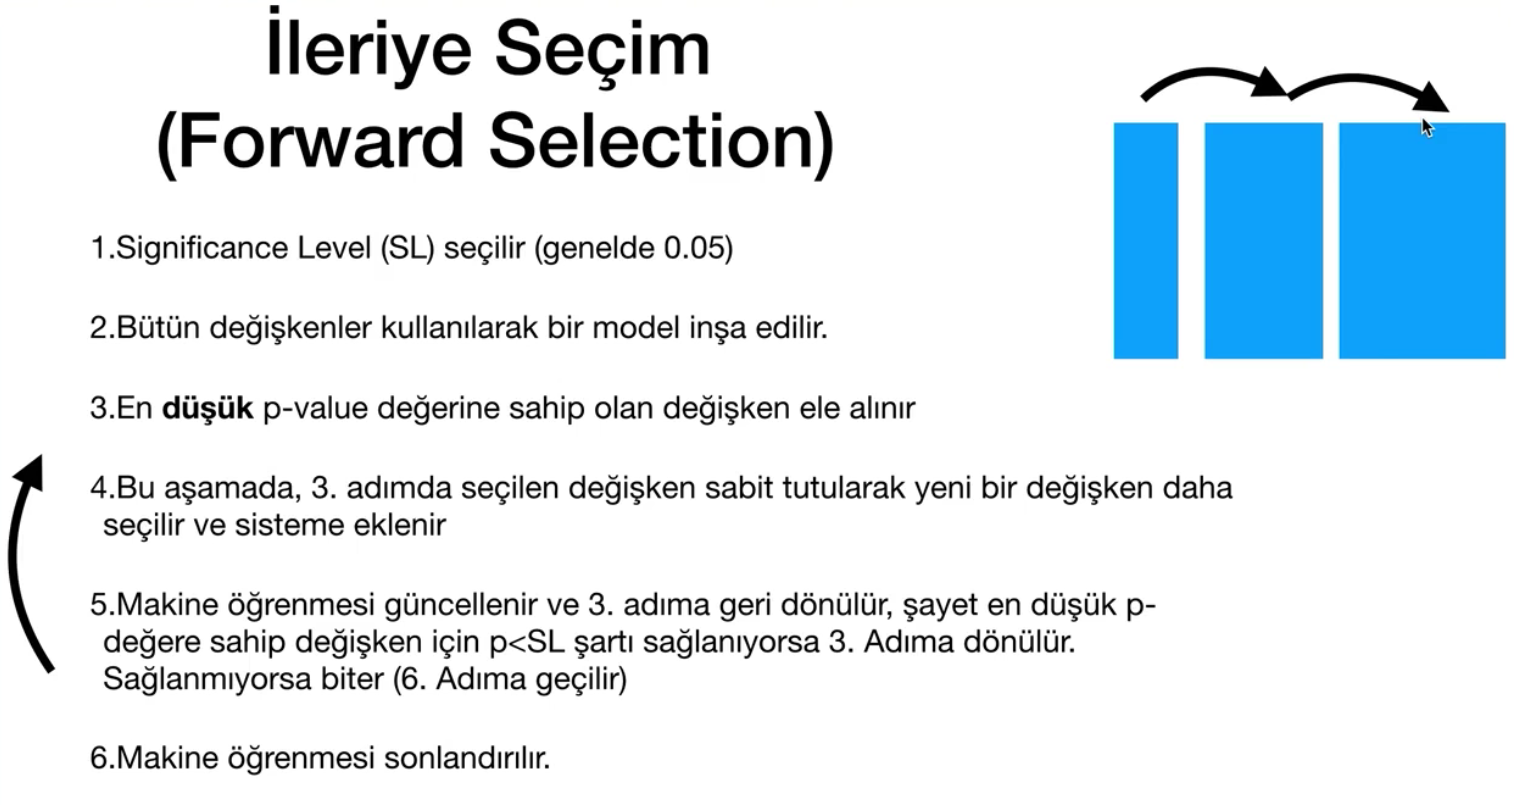 İleriye Seçim
(Forward Selection)
1.Significance Level (SL) seçilir (genelde 0.05)
2.Bütün değişkenler kullanılarak bir model inşa edilir.
3.En düşük p-value değerine sahip olan değişken ele alınır
4.Bu aşamada, 3. adımda seçilen değişken sabit tutularak yeni bir değişken daha
seçilir ve sisteme eklenir
5.Makine öğrenmesi güncellenir ve 3. adıma geri dönülür, şayet en düşük p-
değere sahip değişken için p<SL şartı sağlanıyorsa 3. Adıma dönülür.
Sağlanmıyorsa biter (6. Adıma geçilir)
6.Makine öğrenmesi sonlandırılır.